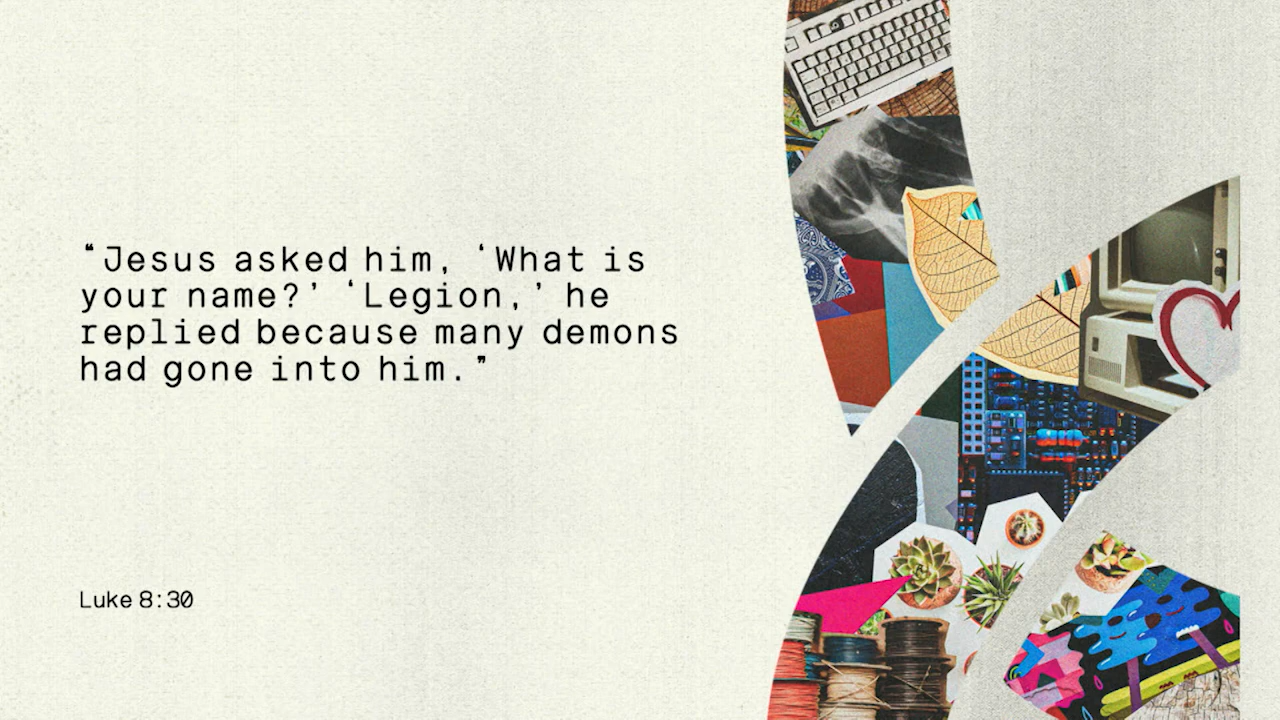 “Jesus asked him, ‘What is
your name?’ ‘Legion,’ he
replied because many demons
had gone into him.”
Luke 8:30